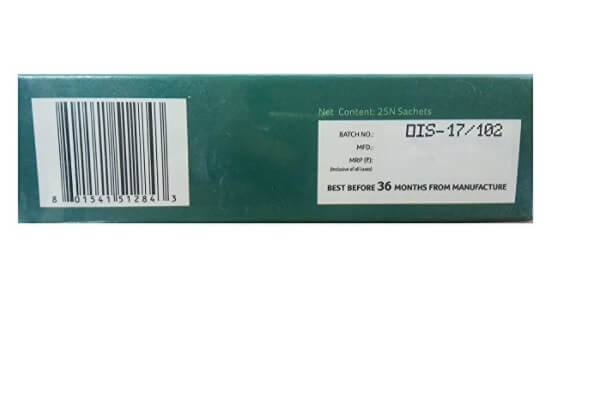 8 01541 51284 3
Net Content: 25N Sachets
BATCH NO.: OIS-17/102
MFD.:
MRP (₹):
(Inclusive of all taxes)
BEST BEFORE 36 MONTHS FROM MANUFACTURE